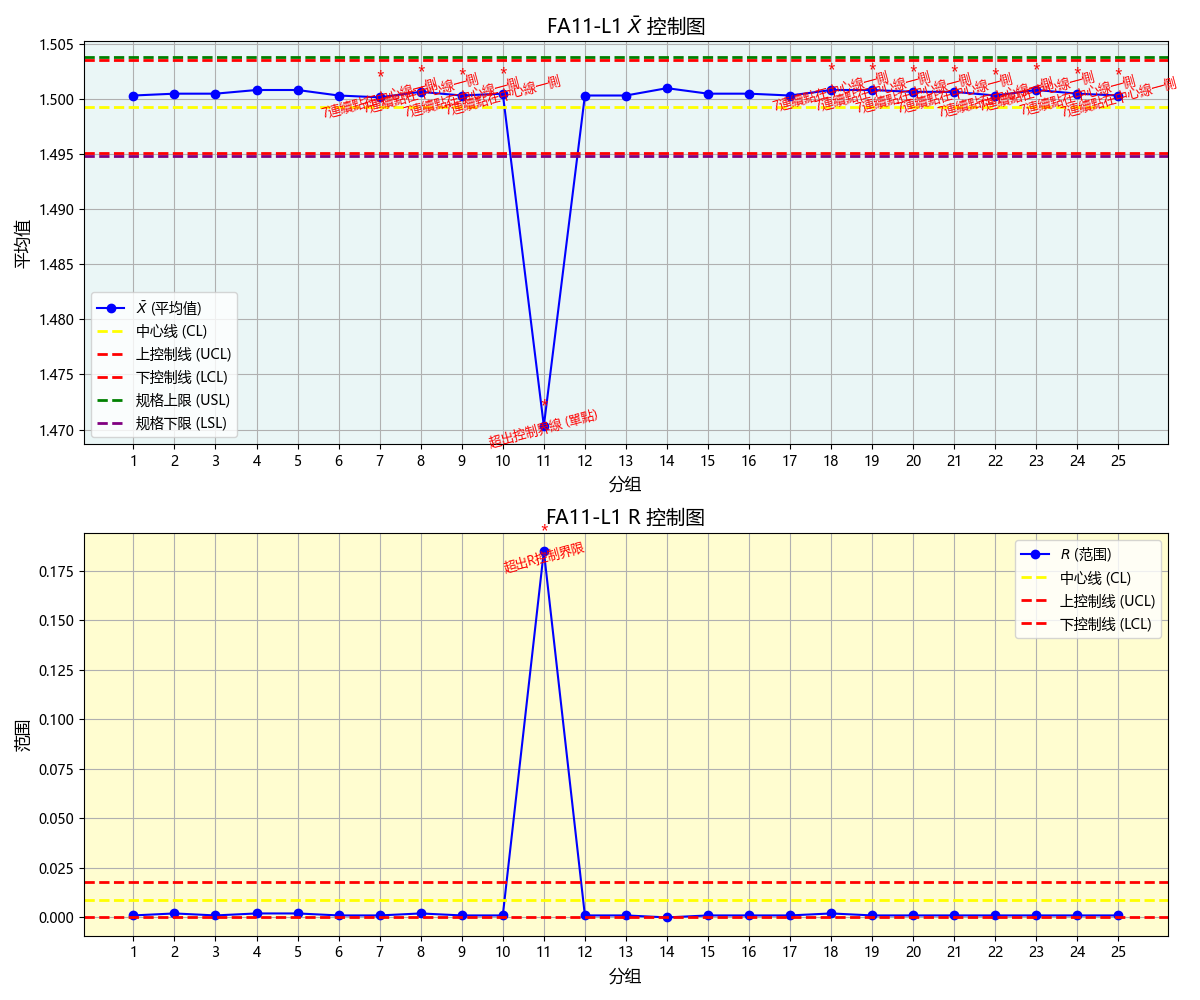 FA11-L1 X̄ 控制图
1.505
1.500
1.495
1.490
1.485
1.480
1.475
1.470
平均值
X̄ (平均值)
中心线 (CL)
上控制线 (UCL)
下控制线 (LCL)
规格上限 (USL)
规格下限 (LSL)
* * * * * * * * * * * *
*
超出控制界線 (單點)
1 2 3 4 5 6 7 8 9 10 11 12 13 14 15 16 17 18 19 20 21 22 23 24 25
分组
FA11-L1 R 控制图
*
超出R控制界限
0.175
0.150
0.125
0.100
0.075
0.050
0.025
0.000
范围
R (范围)
中心线 (CL)
上控制线 (UCL)
下控制线 (LCL)
1 2 3 4 5 6 7 8 9 10 11 12 13 14 15 16 17 18 19 20 21 22 23 24 25
分组